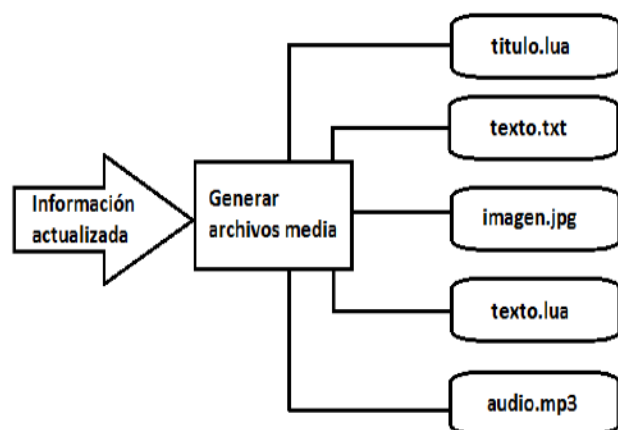 Información
actualizada
Generar
archivos media
titulo.lua
texto.txt
imagen.jpg
texto.lua
audio.mp3